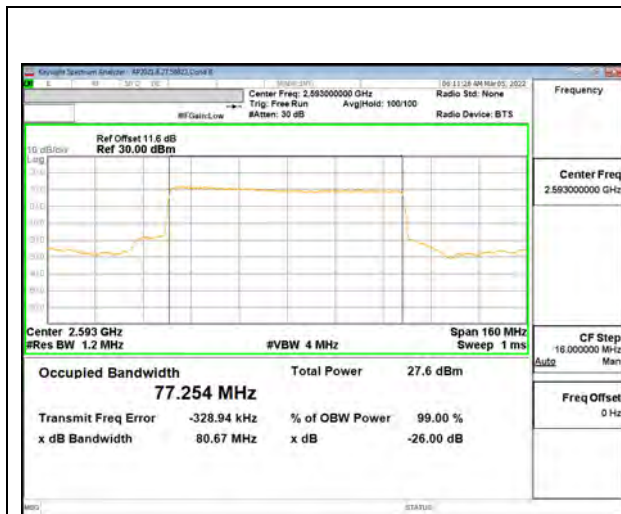 Keysight Spectrum Analyzer
Center Freq: 2.593000000 GHz
Radio Std: None
Frequency
Trig: Free Run
Avg|Hold: 100/100
#IFGain:Low
#Atten: 30 dB
Radio Device: BTS
Ref Offset 11.6 dB
10 dB/div
Ref 30.00 dBm
Log
Center Freq
2.593000000 GHz
Center 2.593 GHz
Span 160 MHz
#Res BW 1.2 MHz
#VBW 4 MHz
Sweep 1 ms
CF Step
16.000000 MHz
Auto
Man
Occupied Bandwidth
Total Power
27.6 dBm
77.254 MHz
Freq Offset
0 Hz
Transmit Freq Error
-328.94 kHz
% of OBW Power
99.00 %
x dB Bandwidth
80.67 MHz
x dB
-26.00 dB
MSG
STATUS